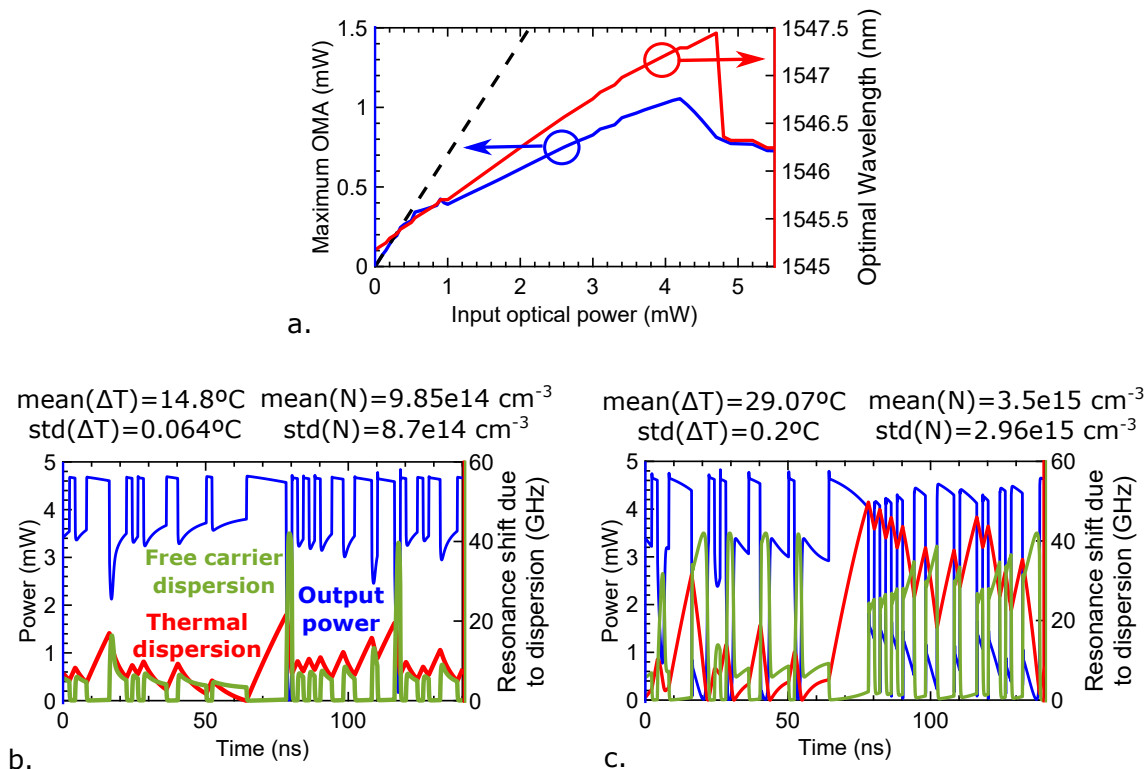 1.5
1
0.5
0
Maximum OMA (mW)
1547.5
1547
1546.5
1546
1545.5
1545
Optimal Wavelength (nm)
0 1 2 3 4 5
Input optical power (mW)
a.
mean(ΔT)=14.8ºC mean(N)=9.85e14 cm-3
std(ΔT)=0.064ºC std(N)=8.7e14 cm-3
5
4
3
2
1
0
Power (mW)
Free carrier
dispersion
Thermal
dispersion
Output
power
60
40
20
0
Resonance shift due
to dispersion (GHz)
0 50 100
Time (ns)
b.
mean(ΔT)=29.07ºC mean(N)=3.5e15 cm-3
std(ΔT)=0.2ºC std(N)=2.96e15 cm-3
5
4
3
2
1
0
Power (mW)
60
40
20
0
Resonance shift due
to dispersion (GHz)
0 50 100
Time (ns)
c.